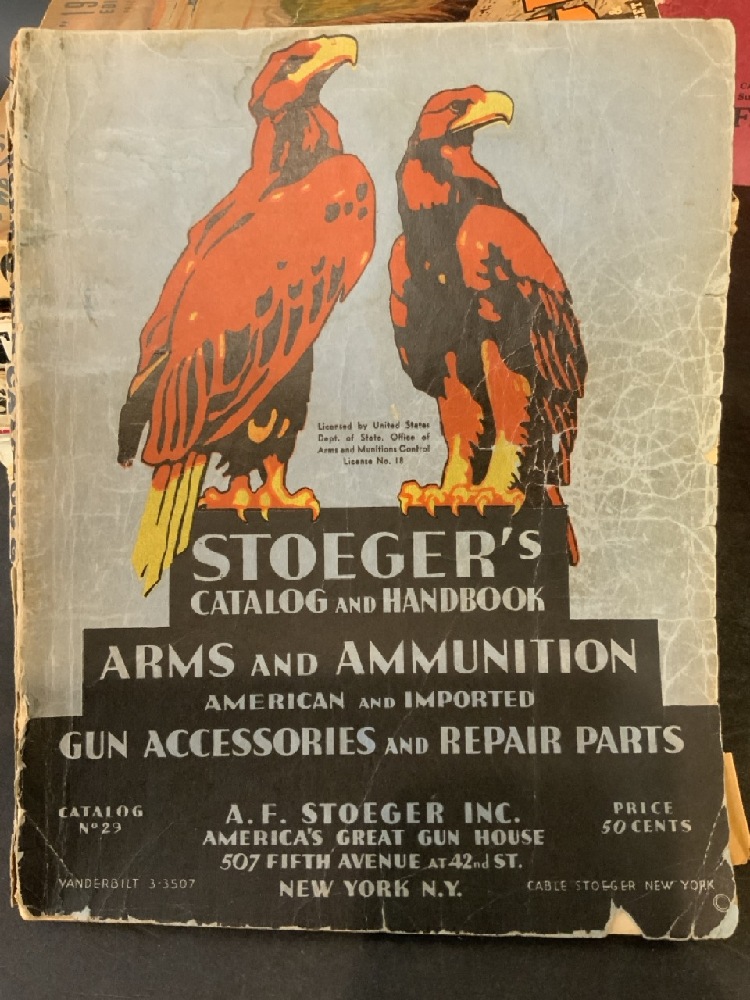 19
Licensed by United States
Dept. of State, Office of
Arms and Munitions Control
License No. 18
STOEGER's
CATALOG AND HANDBOOK
ARMS AND AMMUNITION
AMERICAN AND IMPORTED
GUN ACCESSORIES AND REPAIR PARTS
CATALOG
Nº29
A. F. STOEGER INC.
AMERICA'S GREAT GUN HOUSE
507 FIFTH AVENUE AT 42nd ST.
NEW YORK N.Y.
PRICE
50 CENTS
VANDERBILT 3-3507
CABLE STOEGER NEW YORK